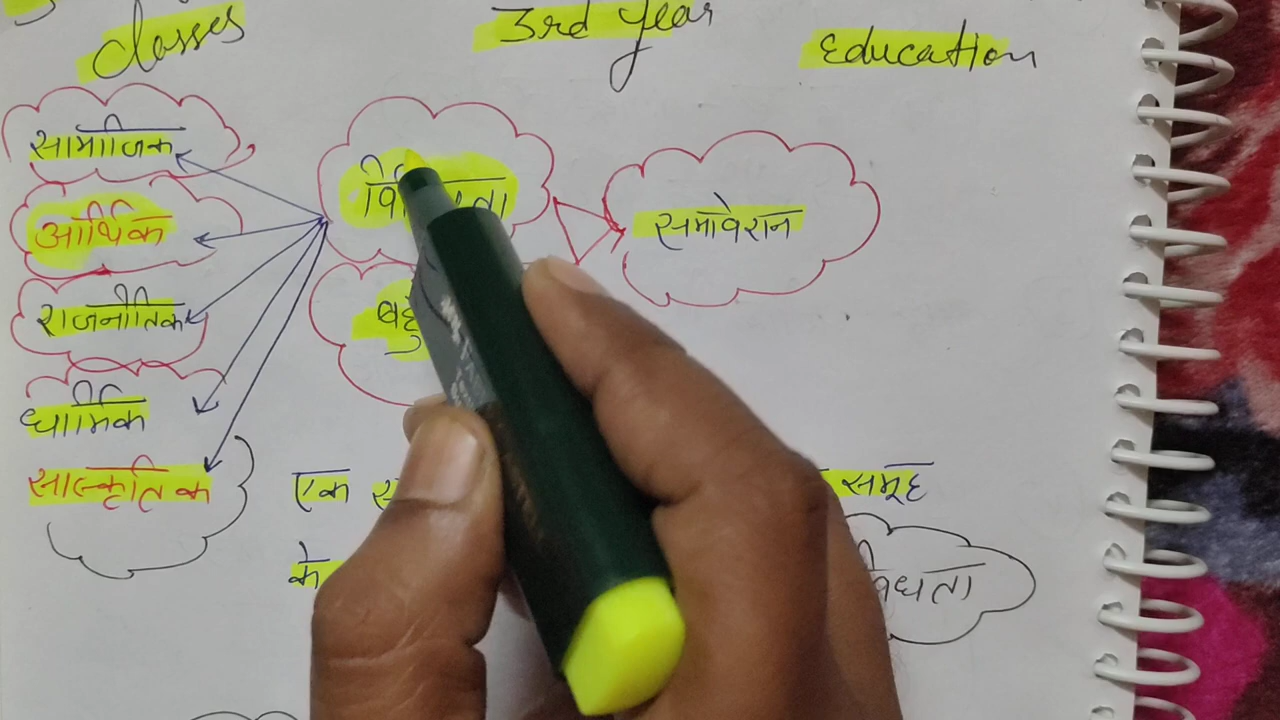 classes
3rd year
Education
सामाजिक
आर्थिक
राजनीतिक
धार्मिक
सास्कृतिक
समावेशन
एक
समूह
के